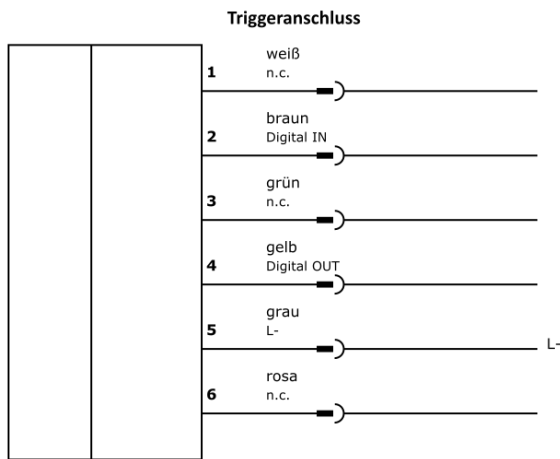 Triggeranschluss
weiß
1 n.c.
braun
2 Digital IN
grün
3 n.c.
gelb
4 Digital OUT
grau
5 L-
L-
rosa
6 n.c.